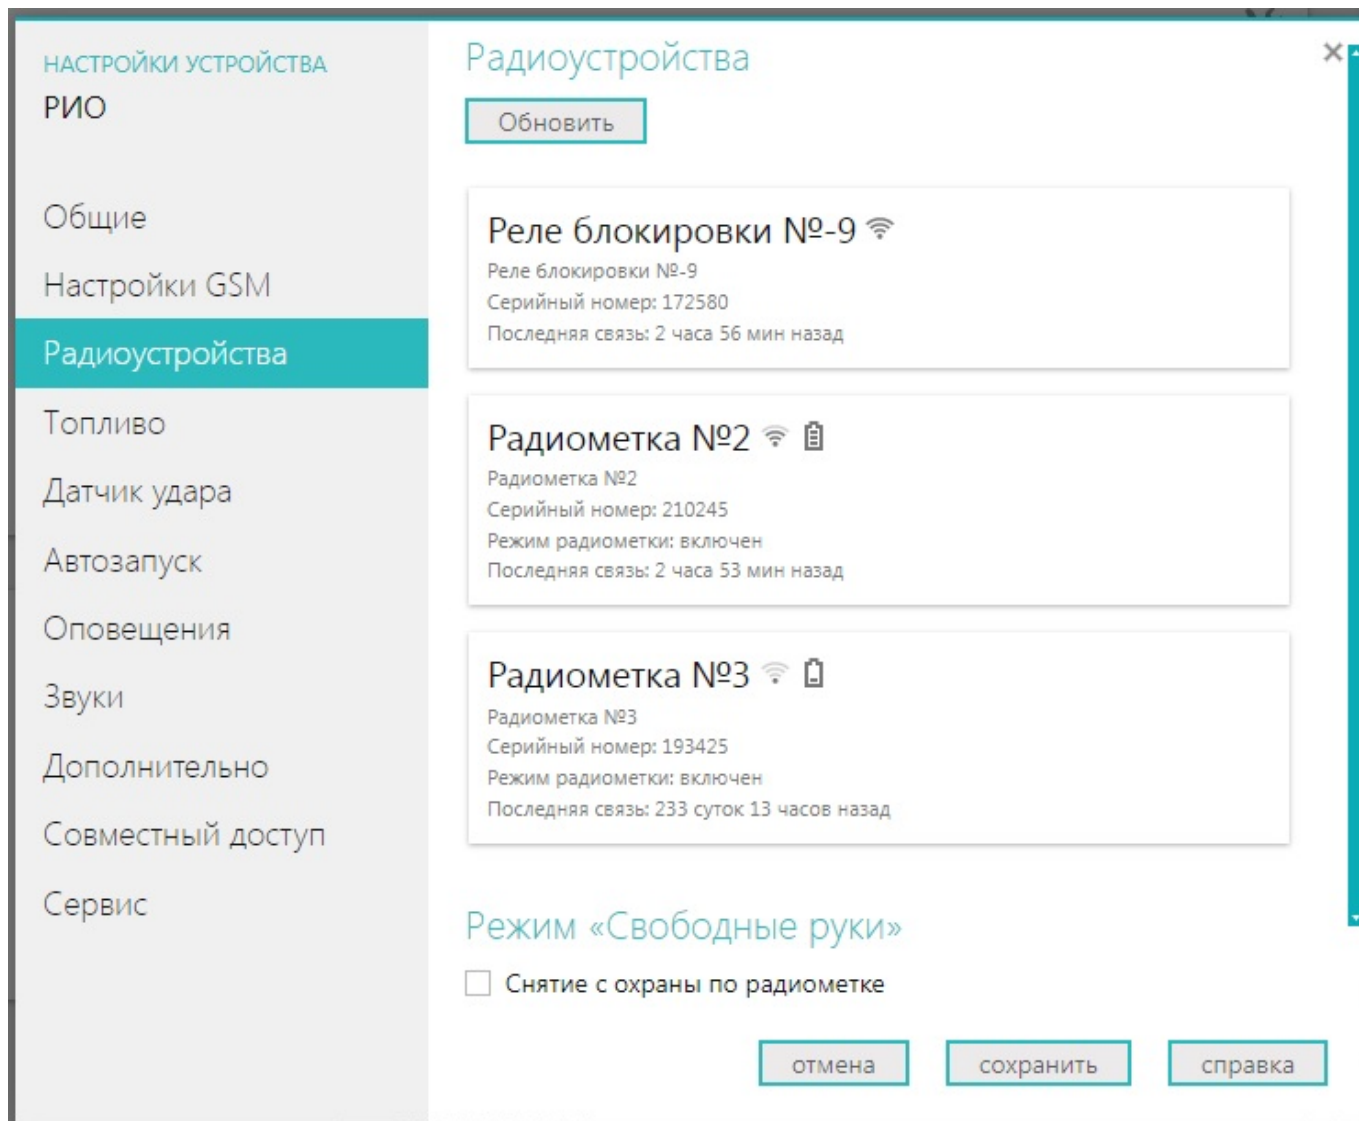 НАСТРОЙКИ УСТРОЙСТВА
РИО
Общие
Настройки GSM
Радиоустройства
Топливо
Датчик удара
Автозапуск
Оповещения
Звуки
Дополнительно
Совместный доступ
Сервис
Радиоустройства
Обновить
Реле блокировки №-9
Реле блокировки №-9
Серийный номер: 172580
Последняя связь: 2 часа 56 мин назад
Радиометка №2
Радиометка №2
Серийный номер: 210245
Режим радиометки: включен
Последняя связь: 2 часа 53 мин назад
Радиометка №3
Радиометка №3
Серийный номер: 193425
Режим радиометки: включен
Последняя связь: 233 суток 13 часов назад
Режим «Свободные руки»
Снятие с охраны по радиометке
отмена
сохранить
справка